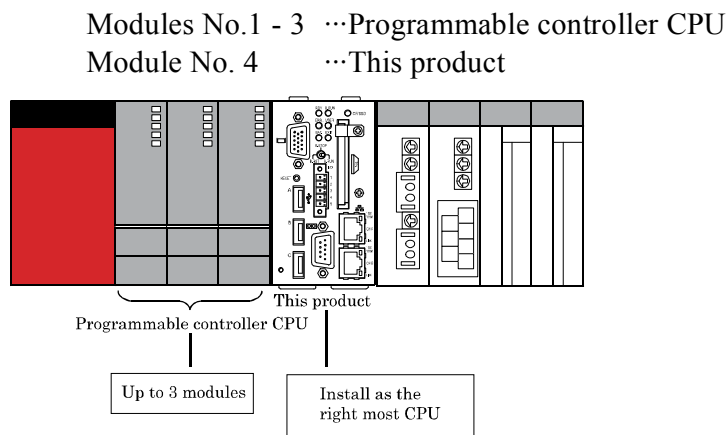 Modules No.1 - 3 ···Programmable controller CPU
Module No. 4 ···This product
A
B
C
This product
Programmable controller CPU
Up to 3 modules
Install as the
right most CPU